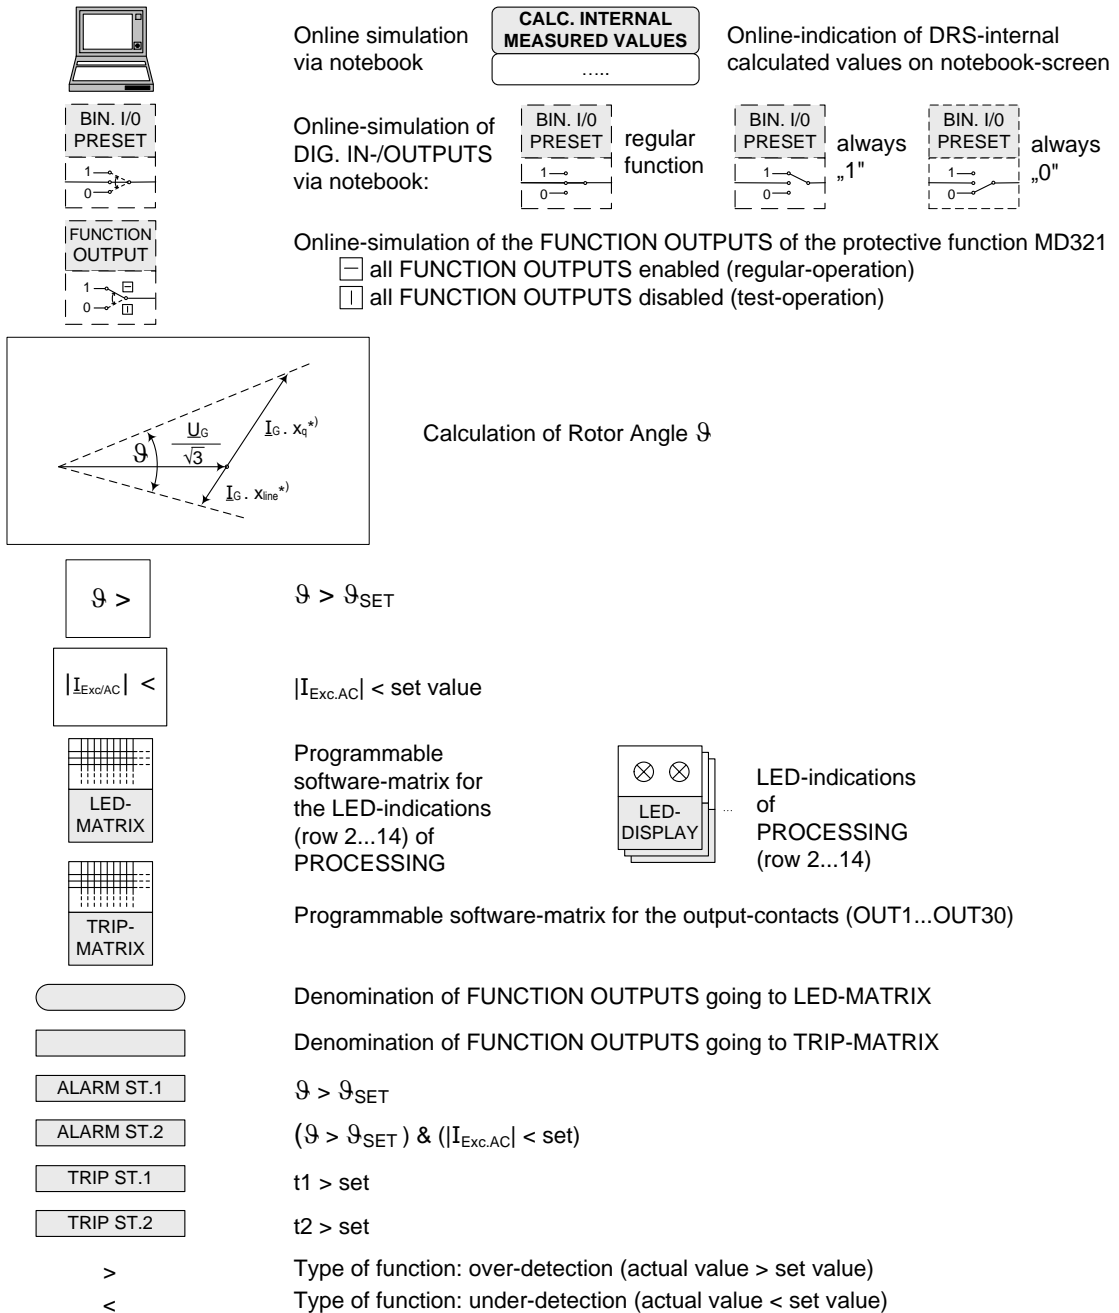 Online simulation
via notebook
CALC. INTERNAL
MEASURED VALUES
.....
Online-indication of DRS-internal
calculated values on notebook-screen
BIN. I/0
PRESET
1
0
Online-simulation of
DIG. IN-/OUTPUTS
via notebook:
BIN. I/0
PRESET
1
0
regular
function
BIN. I/0
PRESET
1
0
always
„1"
BIN. I/0
PRESET
1
0
always
„0"
FUNCTION
OUTPUT
1
0
Online-simulation of the FUNCTION OUTPUTS of the protective function MD321
all FUNCTION OUTPUTS enabled (regular-operation)
all FUNCTION OUTPUTS disabled (test-operation)
ϑ
U_G
√3
I_G . x_q*)
I_G . x_line*)
Calculation of Rotor Angle ϑ
ϑ >
ϑ > ϑSET
|I_Exc/AC| <
|I_Exc.AC| < set value
LED-
MATRIX
Programmable
software-matrix for
the LED-indications
(row 2...14) of
PROCESSING
LED-
DISPLAY
...
LED-indications
of
PROCESSING
(row 2...14)
TRIP-
MATRIX
Programmable software-matrix for the output-contacts (OUT1...OUT30)
Denomination of FUNCTION OUTPUTS going to LED-MATRIX
Denomination of FUNCTION OUTPUTS going to TRIP-MATRIX
ALARM ST.1
ϑ > ϑSET
ALARM ST.2
(ϑ > ϑSET ) & (|I_Exc.AC| < set)
TRIP ST.1
t1 > set
TRIP ST.2
t2 > set
> Type of function: over-detection (actual value > set value)
< Type of function: under-detection (actual value < set value)